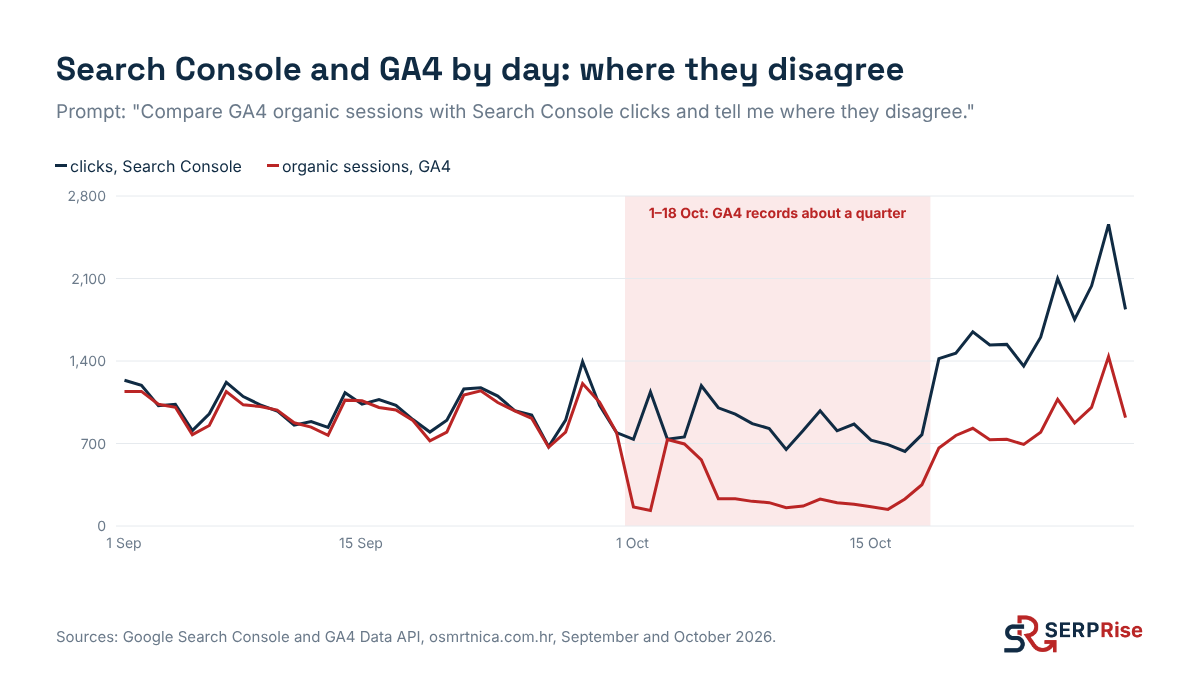 Search Console and GA4 by day: where they disagree
Prompt: "Compare GA4 organic sessions with Search Console clicks and tell me where they disagree."
clicks, Search Console organic sessions, GA4
2,800
1–18 Oct: GA4 records about a quarter
2,100
1,400
700
0
1 Sep 15 Sep 1 Oct 15 Oct
Sources: Google Search Console and GA4 Data API, osmrtnica.com.hr, September and October 2026.
SR SERPRise